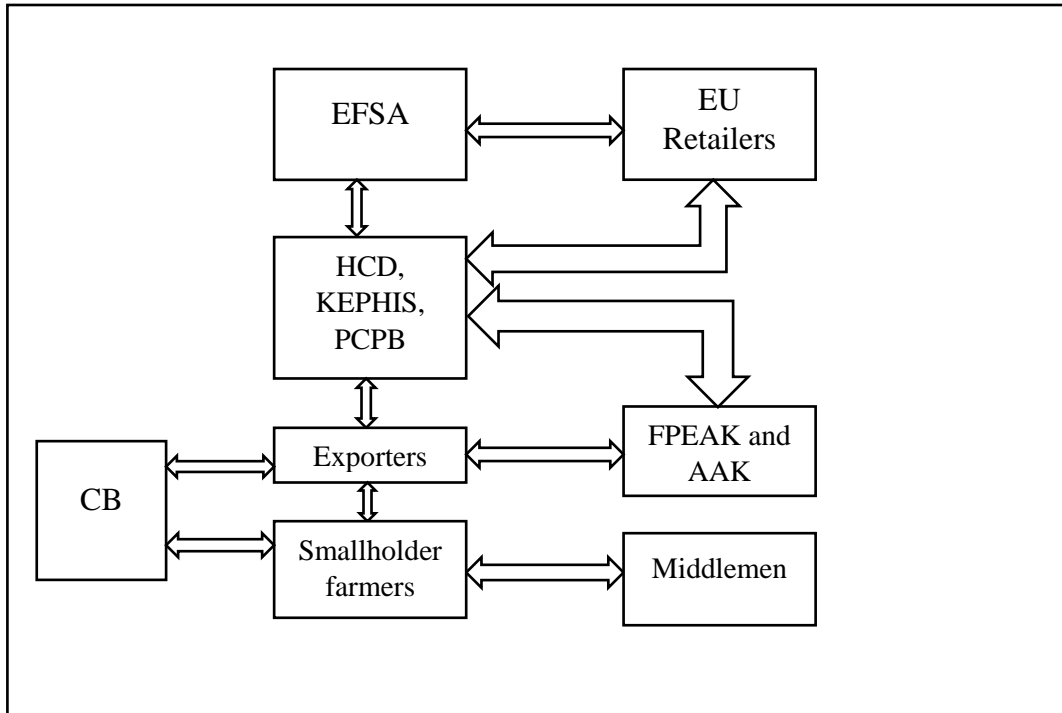 EFSA
EU
Retailers
HCD,
KEPHIS,
PCPB
Exporters
FPEAK and
AAK
CB
Smallholder
farmers
Middlemen